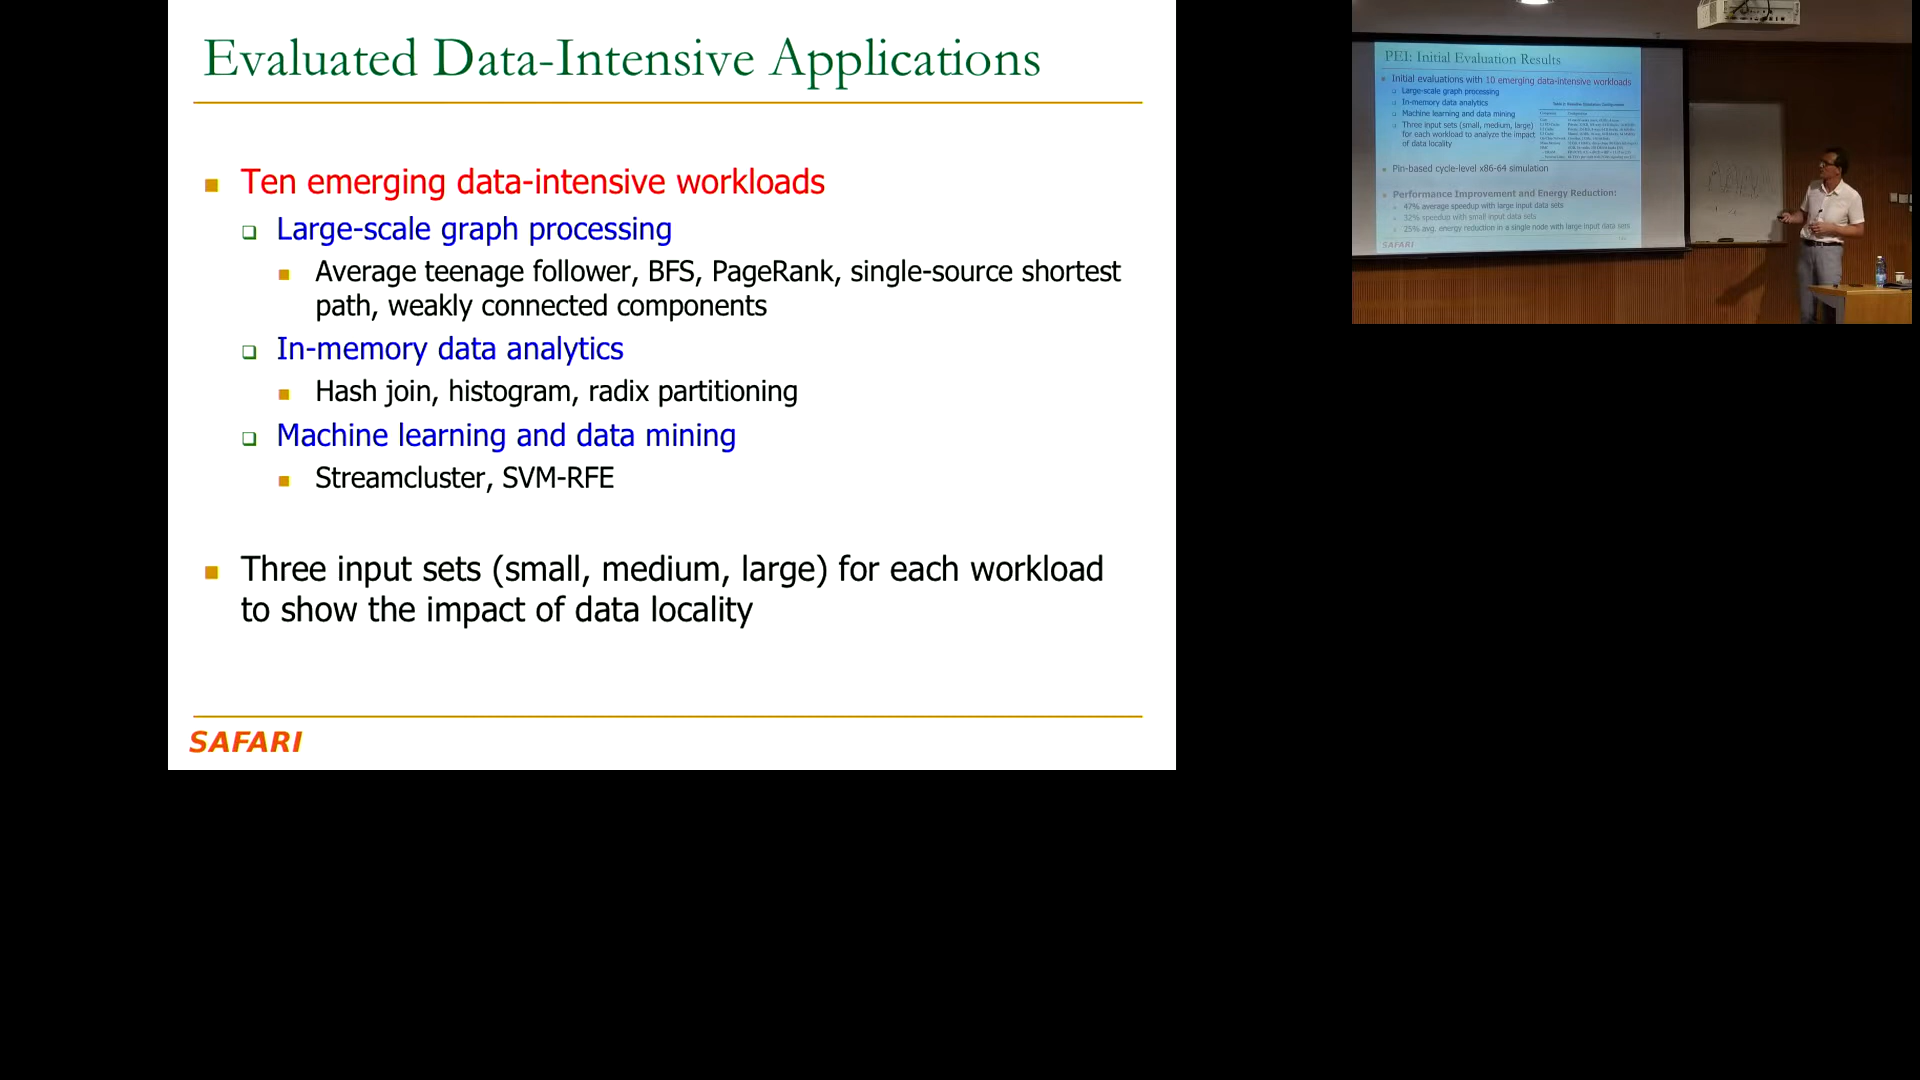 Evaluated Data-Intensive Applications
Ten emerging data-intensive workloads
Large-scale graph processing
Average teenage follower, BFS, PageRank, single-source shortest
path, weakly connected components
In-memory data analytics
Hash join, histogram, radix partitioning
Machine learning and data mining
Streamcluster, SVM-RFE
Three input sets (small, medium, large) for each workload
to show the impact of data locality
SAFARI
PEI: Initial Evaluation Results
Initial evaluations with 10 emerging data-intensive workloads
Large-scale graph processing
In-memory data analytics
Machine learning and data mining
Three input sets (small, medium, large)
for each workload to analyze the impact
of data locality
Pin-based cycle-level x86-64 simulation
Performance Improvement and Energy Reduction:
47% average speedup with large input data sets
32% speedup with small input data sets
25% avg. energy reduction in a single node with large input data sets
SAFARI